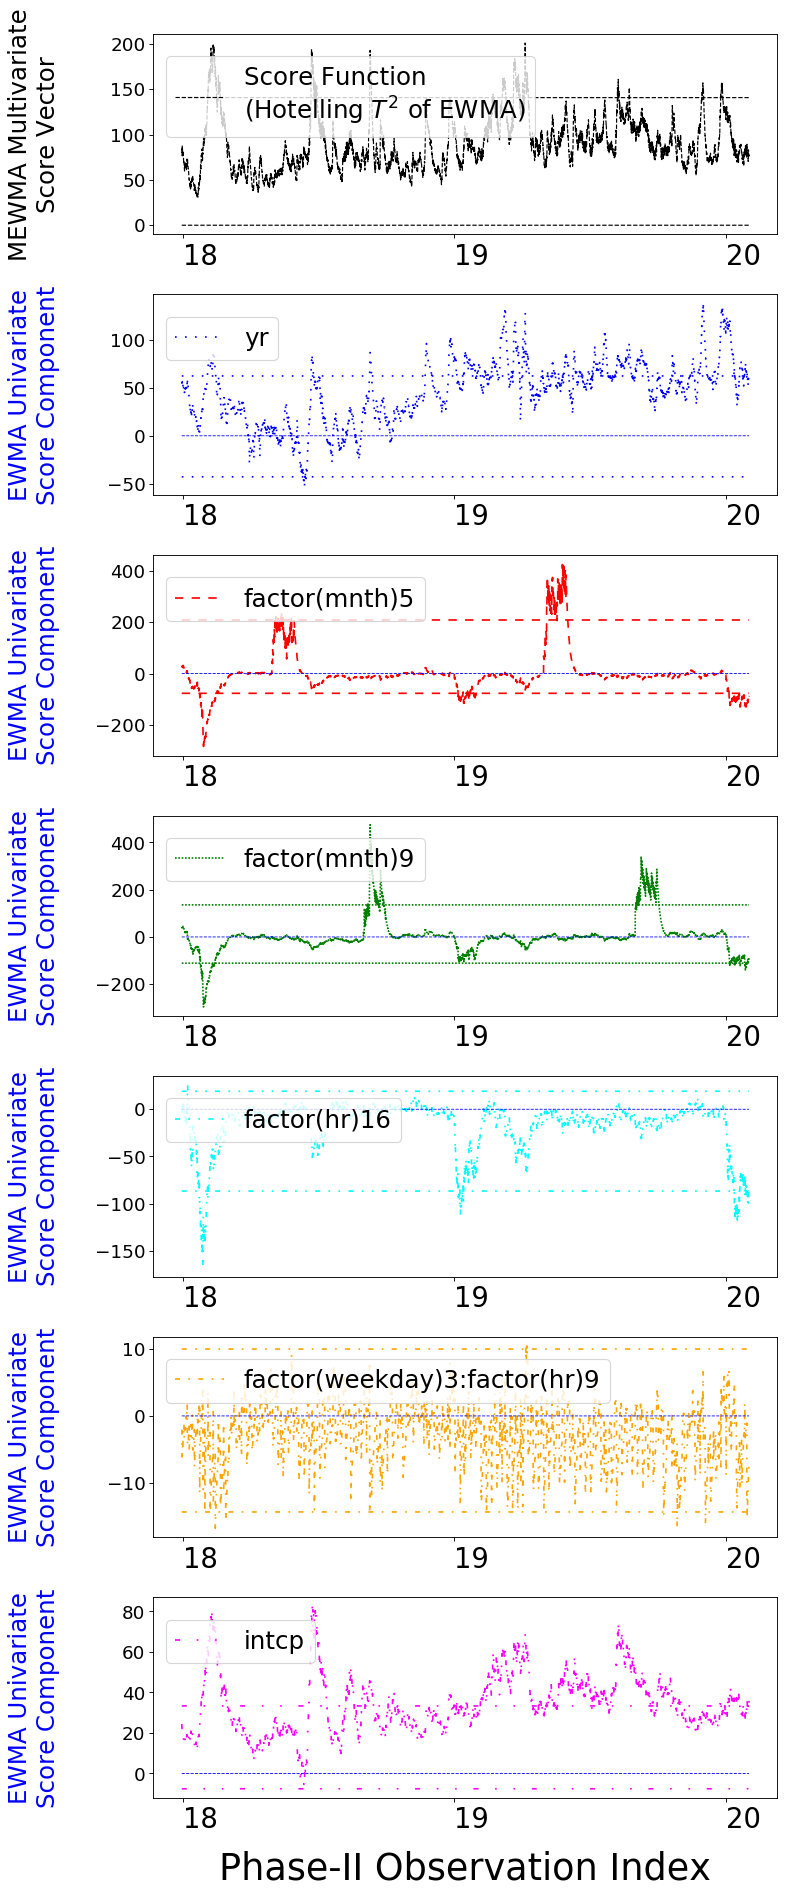 MEWMA Multivariate
Score Vector
200
150
100
50
0
Score Function
(Hotelling T² of EWMA)
18 19 20
EWMA Univariate
Score Component
100
50
0
−50
yr
18 19 20
EWMA Univariate
Score Component
400
200
0
−200
factor(mnth)5
18 19 20
EWMA Univariate
Score Component
400
200
0
−200
factor(mnth)9
18 19 20
EWMA Univariate
Score Component
0
−50
−100
−150
factor(hr)16
18 19 20
EWMA Univariate
Score Component
10
0
−10
factor(weekday)3:factor(hr)9
18 19 20
EWMA Univariate
Score Component
80
60
40
20
0
intcp
18 19 20
Phase-II Observation Index